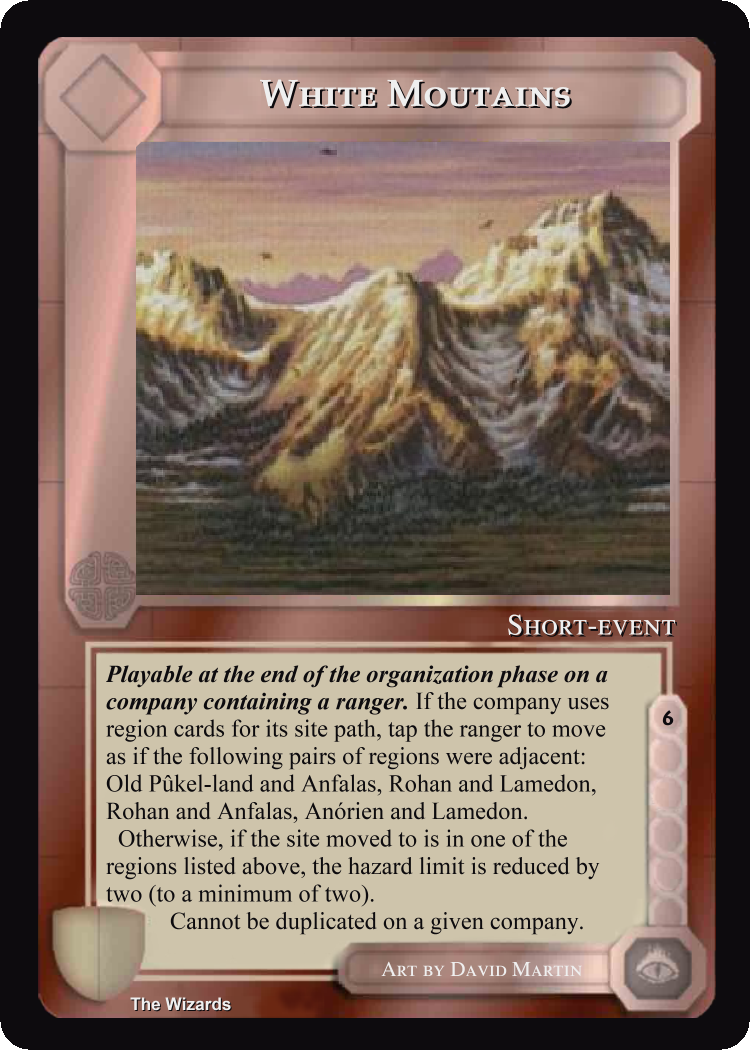 White Moutains
Short-event
Playable at the end of the organization phase on a
company containing a ranger. If the company uses
region cards for its site path, tap the ranger to move
as if the following pairs of regions were adjacent:
Old Pûkel-land and Anfalas, Rohan and Lamedon,
Rohan and Anfalas, Anórien and Lamedon.
Otherwise, if the site moved to is in one of the
regions listed above, the hazard limit is reduced by
two (to a minimum of two).
Cannot be duplicated on a given company.
6
Art by David Martin
The Wizards